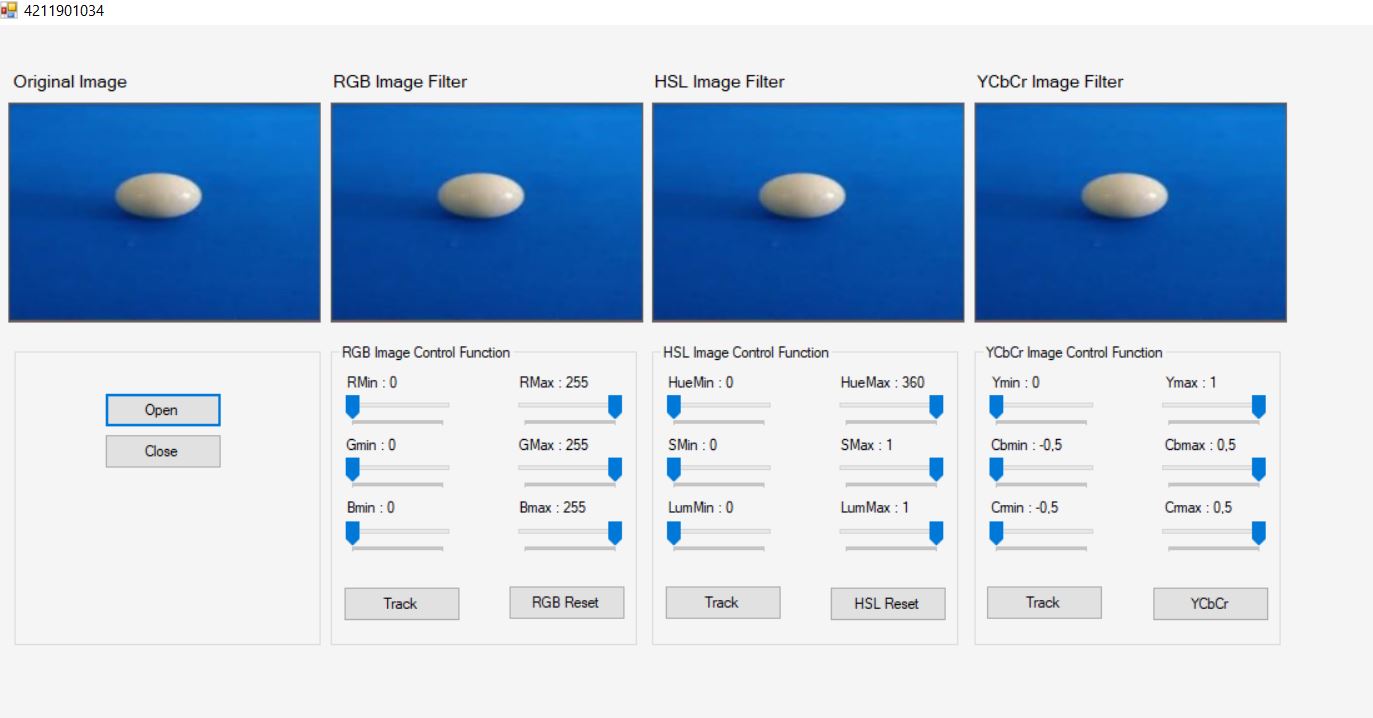 4211901034
Original Image
RGB Image Filter
HSL Image Filter
YCbCr Image Filter
Open
Close
RGB Image Control Function
RMin : 0
RMax : 255
Gmin : 0
GMax : 255
Bmin : 0
Bmax : 255
Track
RGB Reset
HSL Image Control Function
HueMin : 0
HueMax : 360
SMin : 0
SMax : 1
LumMin : 0
LumMax : 1
Track
HSL Reset
YCbCr Image Control Function
Ymin : 0
Ymax : 1
Cbmin : -0,5
Cbmax : 0,5
Crmin : -0,5
Crmax : 0,5
Track
YCbCr